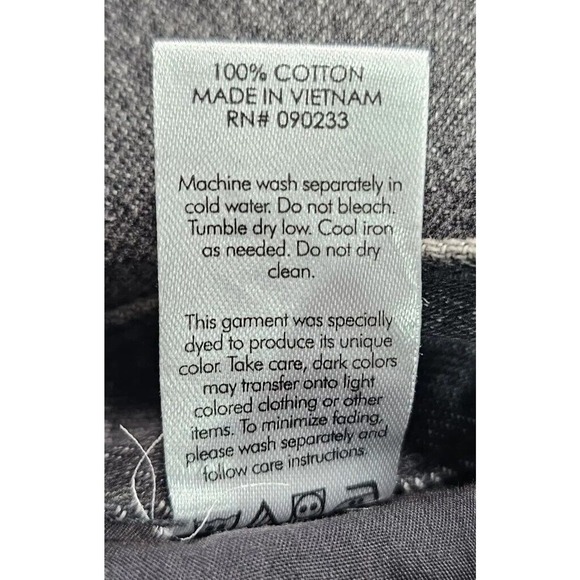 100% COTTON
MADE IN VIETNAM
RN# 090233
Machine wash separately in
cold water. Do not bleach.
Tumble dry low. Cool iron
as needed. Do not dry
clean.
This garment was specially
dyed to produce its unique
color. Take care, dark colors
may transfer onto light
colored clothing or other
items. To minimize fading,
please wash separately and
follow care instructions.